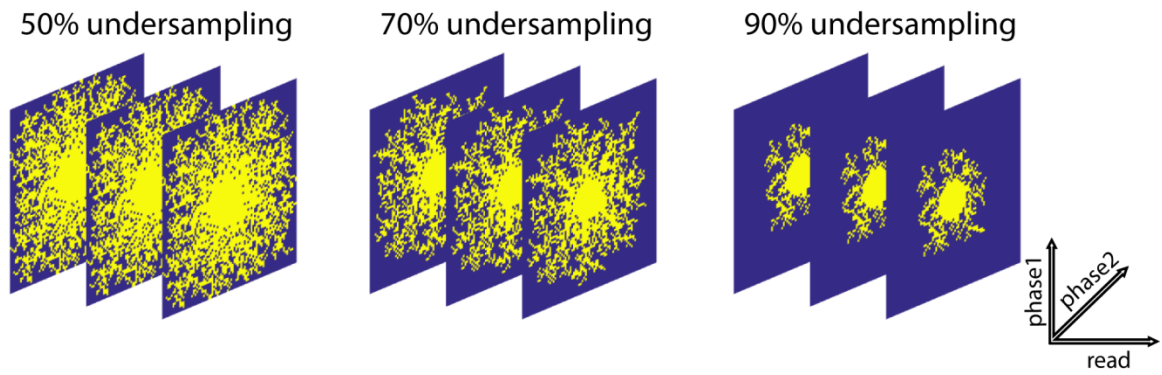 50% undersampling
70% undersampling
90% undersampling
phase1
phase2
read